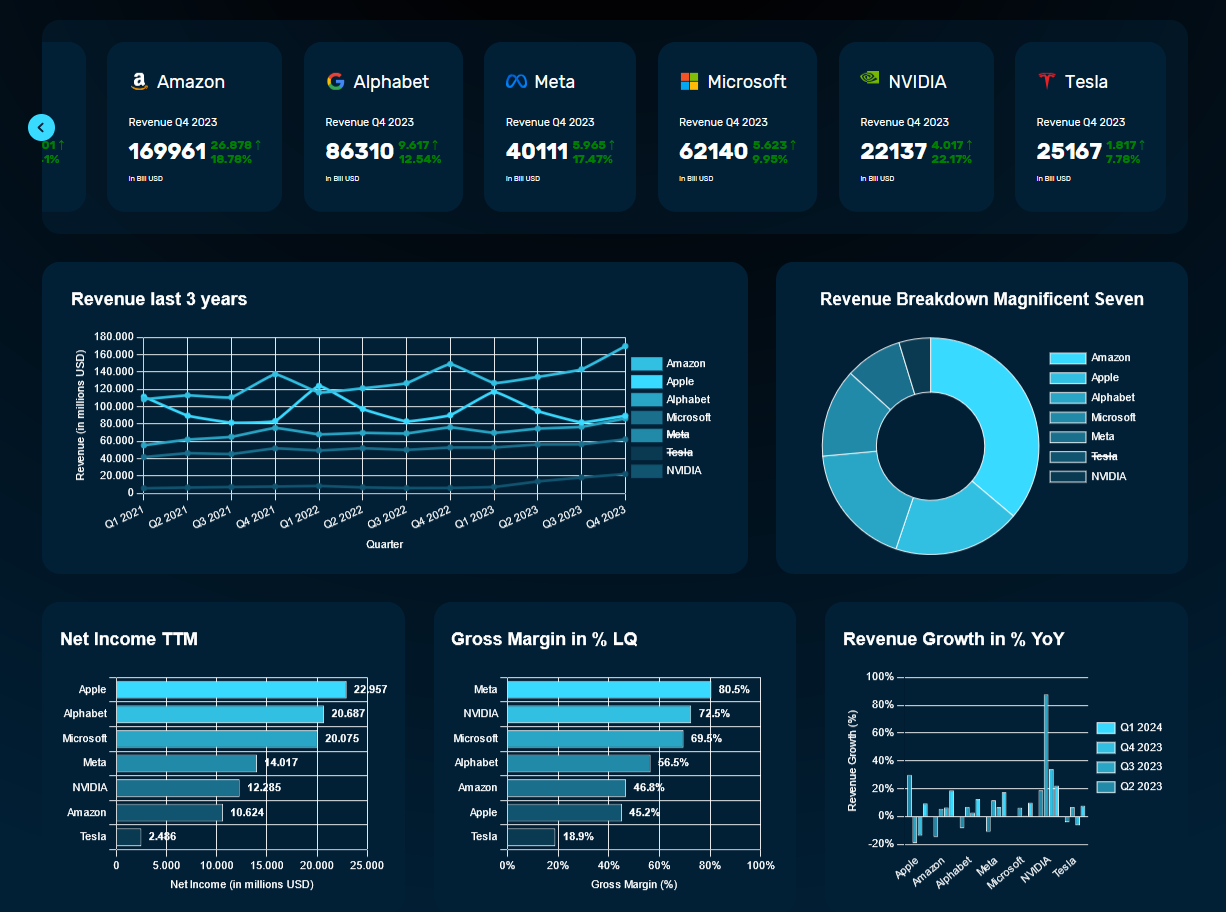 Amazon
Alphabet
Meta
Microsoft
NVIDIA
Tesla
Revenue Q4 2023
Revenue Q4 2023
Revenue Q4 2023
Revenue Q4 2023
Revenue Q4 2023
Revenue Q4 2023
01 ↑
1%
169961 26.878 ↑
18.78%
86310 9.617 ↑
12.54%
40111 5.965 ↑
17.47%
62140 5.623 ↑
9.95%
22137 4.017 ↑
22.17%
25167 1.817 ↑
7.78%
In Bill USD
In Bill USD
In Bill USD
In Bill USD
In Bill USD
In Bill USD
Revenue last 3 years
Revenue (in millions USD)
180.000
160.000
140.000
120.000
100.000
80.000
60.000
40.000
20.000
0
Q1 2021
Q2 2021
Q3 2021
Q4 2021
Q1 2022
Q2 2022
Q3 2022
Q4 2022
Q1 2023
Q2 2023
Q3 2023
Q4 2023
Quarter
Amazon
Apple
Alphabet
Microsoft
Meta
Tesla
NVIDIA
Revenue Breakdown Magnificent Seven
Amazon
Apple
Alphabet
Microsoft
Meta
Tesla
NVIDIA
Net Income TTM
Apple 22.957
Alphabet 20.687
Microsoft 20.075
Meta 14.017
NVIDIA 12.285
Amazon 10.624
Tesla 2.486
0 5.000 10.000 15.000 20.000 25.000
Net Income (in millions USD)
Gross Margin in % LQ
Meta 80.5%
NVIDIA 72.5%
Microsoft 69.5%
Alphabet 56.5%
Amazon 46.8%
Apple 45.2%
Tesla 18.9%
0% 20% 40% 60% 80% 100%
Gross Margin (%)
Revenue Growth in % YoY
Revenue Growth (%)
100%
80%
60%
40%
20%
0%
-20%
Apple
Amazon
Alphabet
Meta
Microsoft
NVIDIA
Tesla
Q1 2024
Q4 2023
Q3 2023
Q2 2023